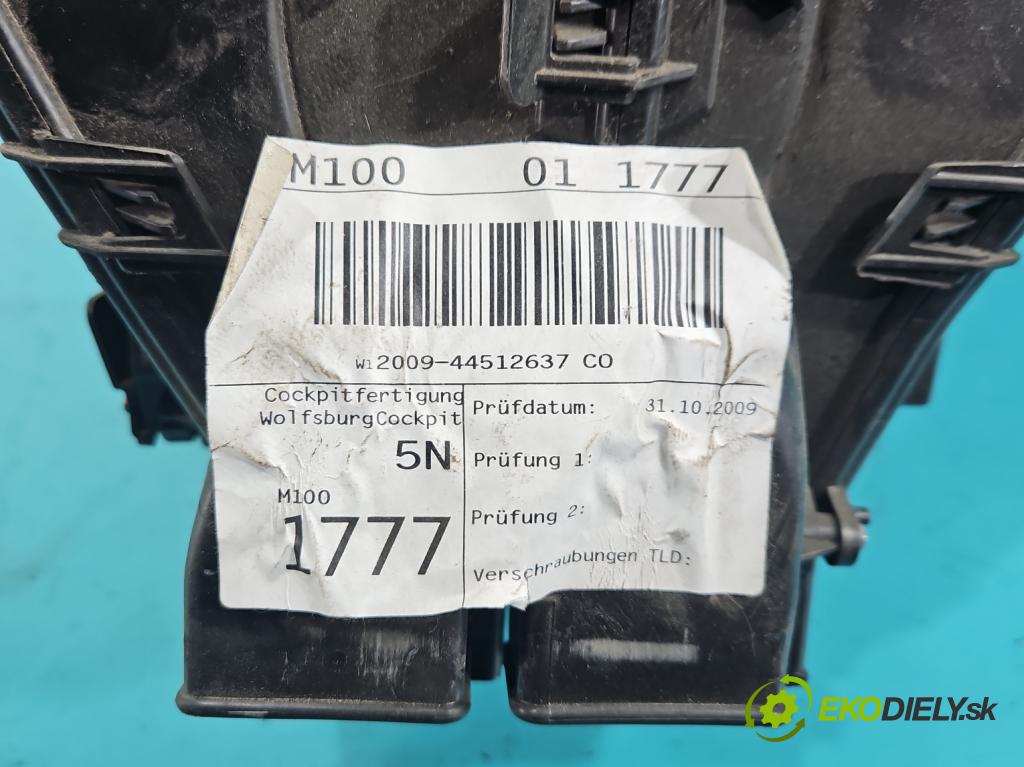 M100 01 1777
W12009-44512637 CO
Cockpitfertigung
WolfsburgCockpit
5N
M100
1777
Prüfdatum: 31.10.2009
Prüfung 1:
Prüfung 2:
Verschraubungen TLD:
EKODIELY.sk